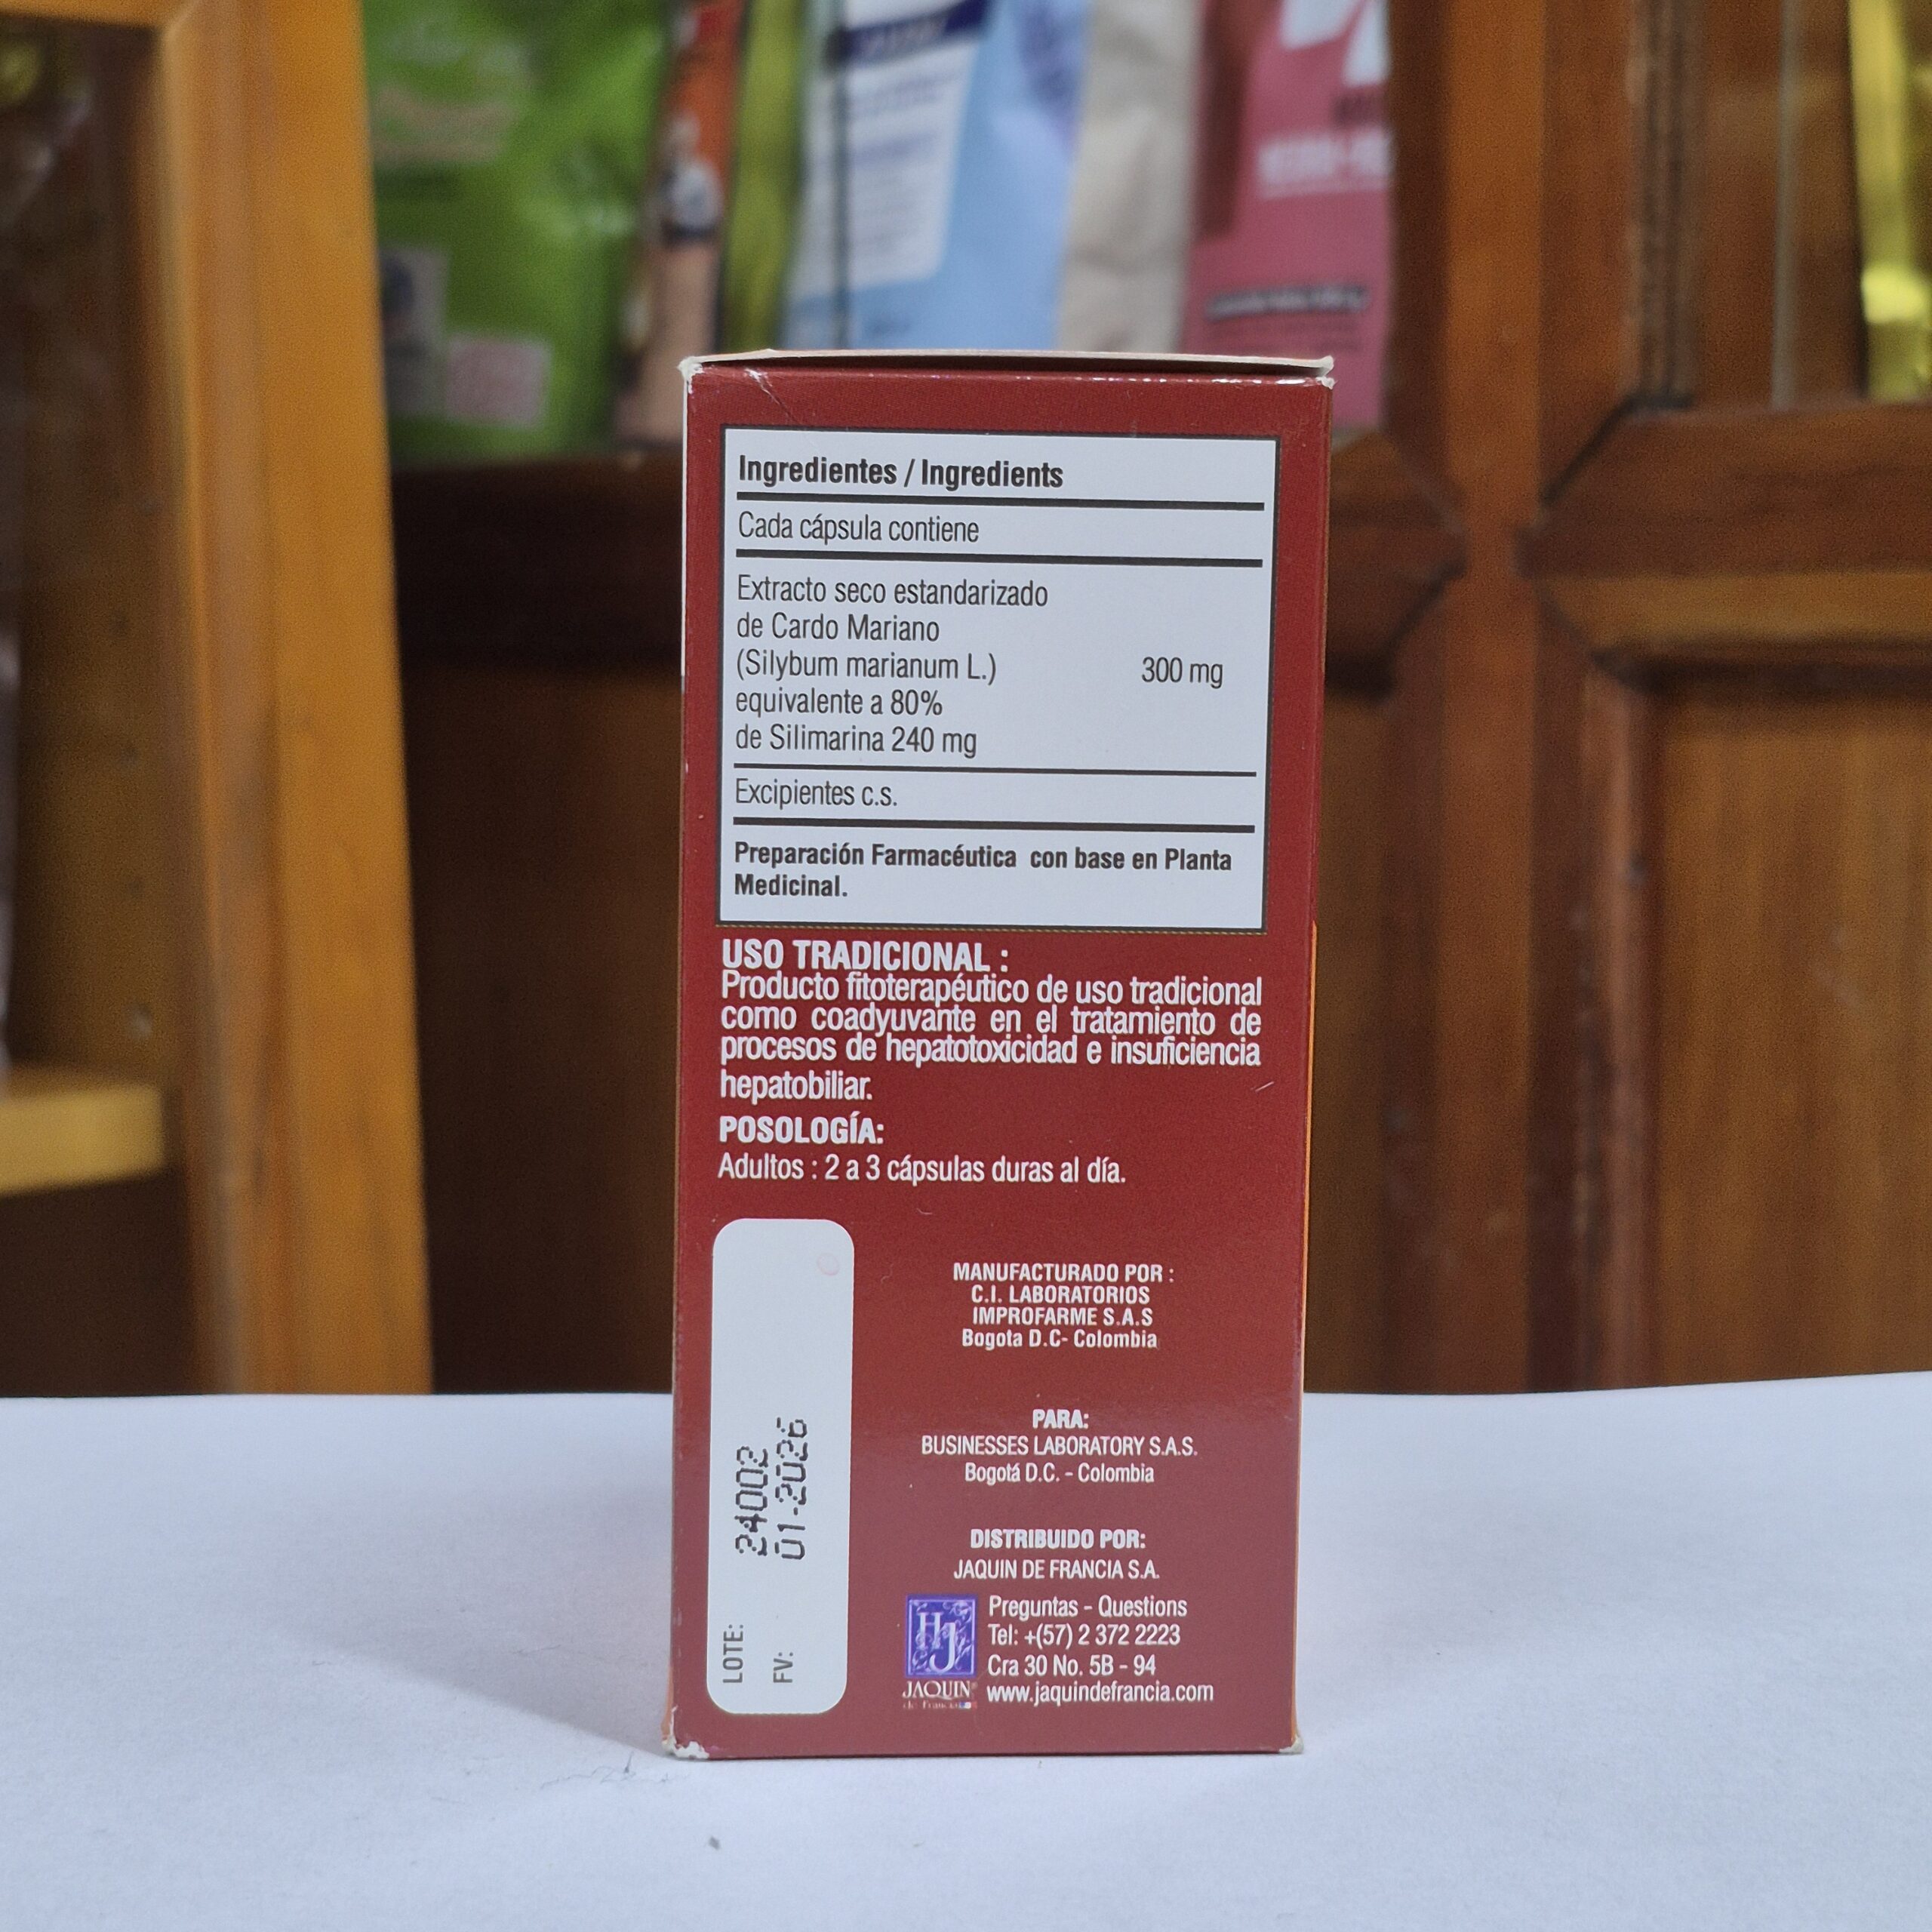 Ingredientes / Ingredients
Cada cápsula contiene
Extracto seco estandarizado
de Cardo Mariano
(Silybum marianum L.) 300 mg
equivalente a 80%
de Silimarina 240 mg
Excipientes c.s.
Preparación Farmacéutica con base en Planta
Medicinal.
USO TRADICIONAL :
Producto fitoterapéutico de uso tradicional
como coadyuvante en el tratamiento de
procesos de hepatotoxicidad e insuficiencia
hepatobiliar.
POSOLOGÍA:
Adultos : 2 a 3 cápsulas duras al día.
LOTE: 24002
FV: 01-2026
MANUFACTURADO POR :
C.I. LABORATORIOS
IMPROFARME S.A.S
Bogota D.C- Colombia
PARA:
BUSINESSES LABORATORY S.A.S.
Bogotá D.C. - Colombia
DISTRIBUIDO POR:
JAQUIN DE FRANCIA S.A.
HJ
JAQUIN®
de Francia
Preguntas - Questions
Tel: +(57) 2 372 2223
Cra 30 No. 5B - 94
www.jaquindefrancia.com